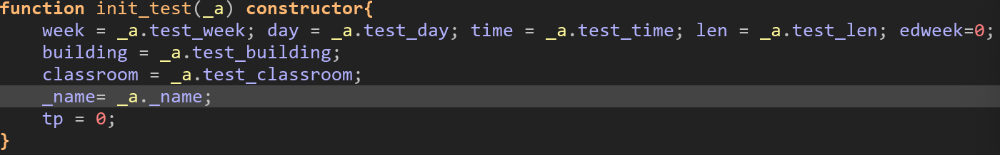 function init_test(_a) constructor{
    week = _a.test_week; day = _a.test_day; time = _a.test_time; len = _a.test_len; edweek=0;
    building = _a.test_building;
    classroom = _a.test_classroom;
    _name= _a._name;
    tp = 0;
}